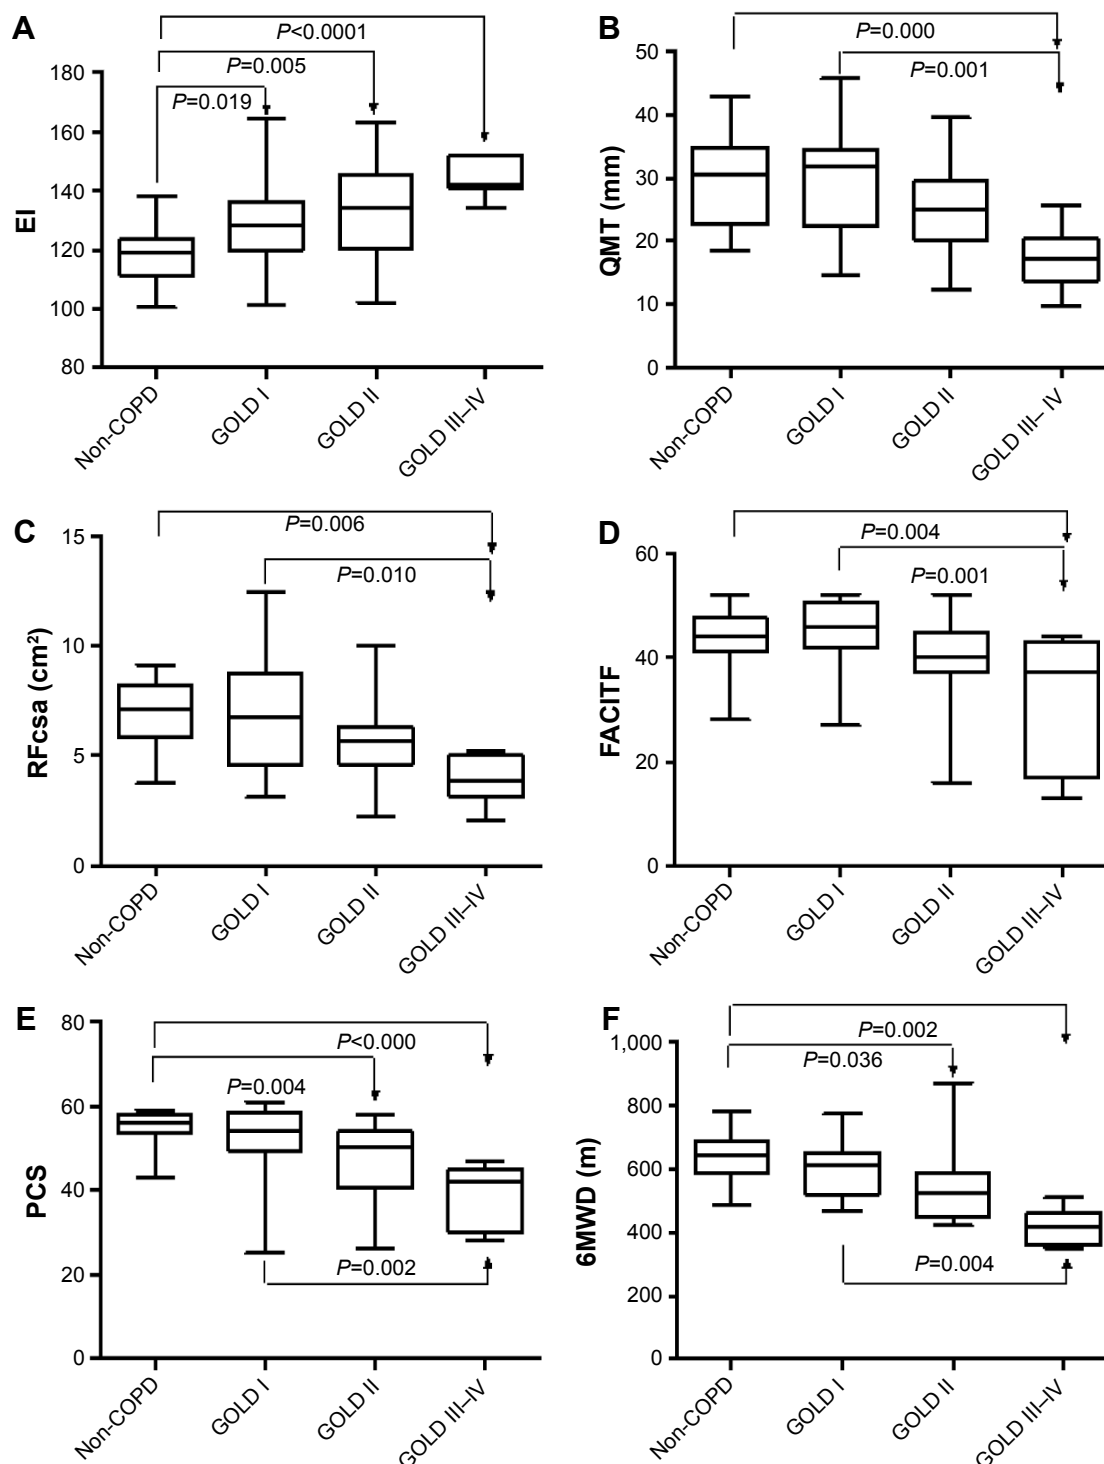 A
P<0.0001
P=0.005
P=0.019
180
160
140
120
100
80
EI
Non-COPD
GOLD I
GOLD II
GOLD III–IV
B
P=0.000
P=0.001
50
40
30
20
10
0
QMT (mm)
Non-COPD
GOLD I
GOLD II
GOLD III– IV
C
P=0.006
P=0.010
15
10
5
0
RFcsa (cm²)
Non-COPD
GOLD I
GOLD II
GOLD III–IV
D
P=0.004
P=0.001
60
40
20
0
FACITF
Non-COPD
GOLD I
GOLD II
GOLD III–IV
E
P<0.000
P=0.004
P=0.002
80
60
40
20
0
PCS
Non-COPD
GOLD I
GOLD II
GOLD III–IV
F
P=0.002
P=0.036
P=0.004
1,000
800
600
400
200
0
6MWD (m)
Non-COPD
GOLD I
GOLD II
GOLD III–IV